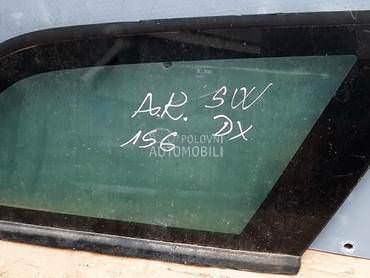 A.R. SW
156 DX
POLOVNI
AUTOMOBILI